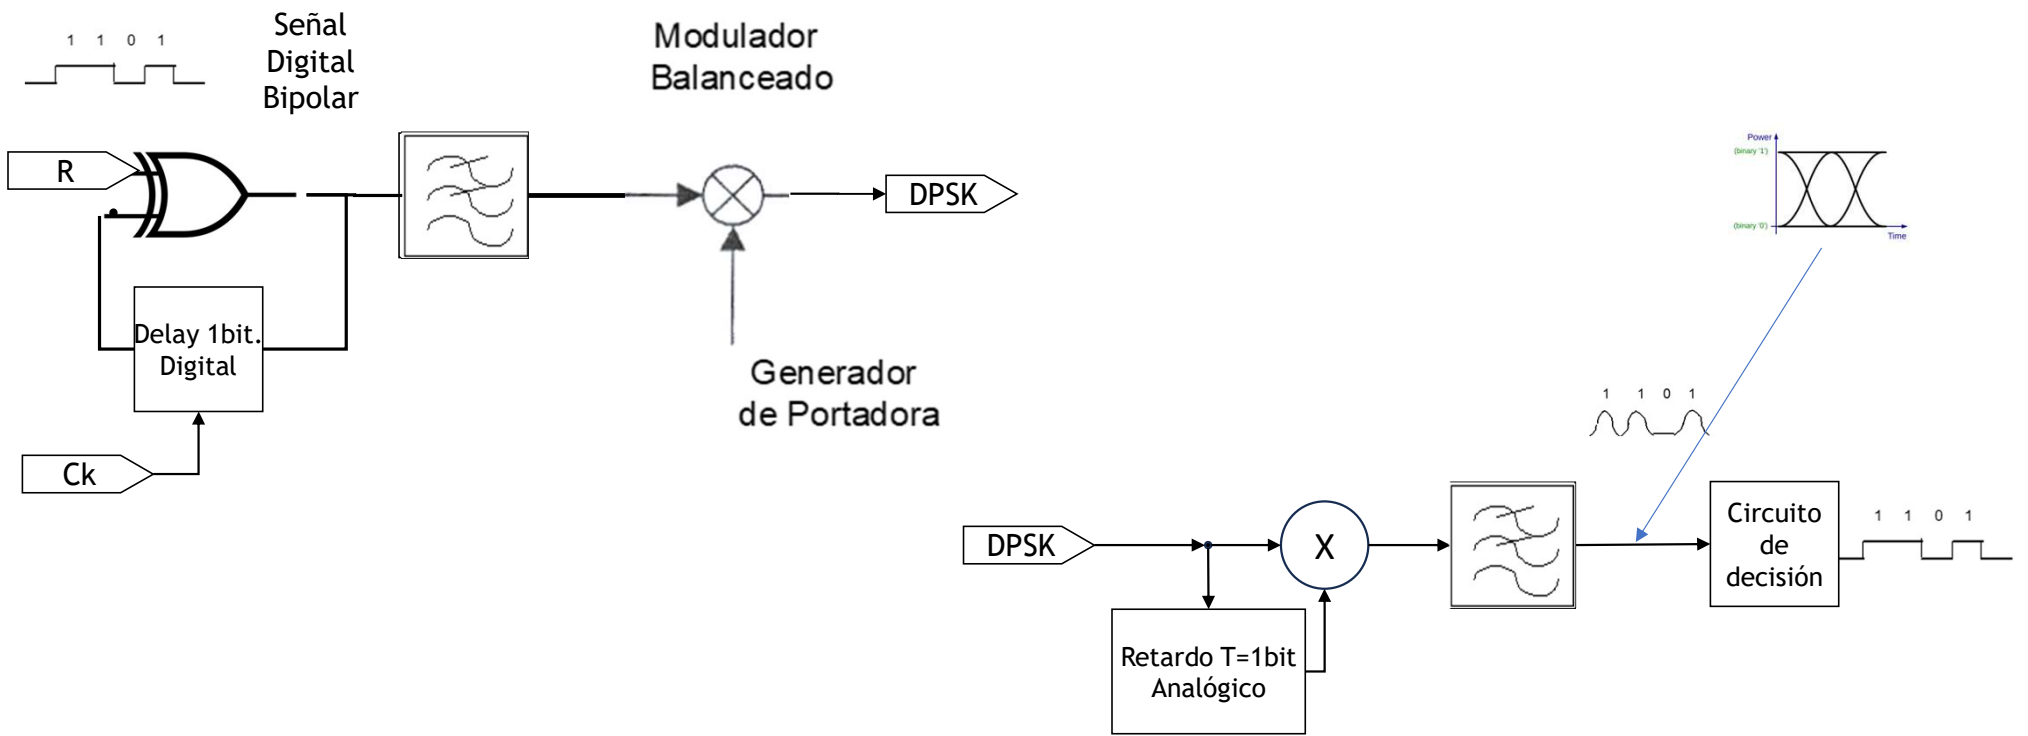 1 1 0 1
Señal
Digital
Bipolar
Modulador
Balanceado
R
DPSK
Delay 1bit.
Digital
Ck
Generador
de Portadora
Power
(binary '1')
(binary '0')
Time
1 1 0 1
DPSK
X
Retardo T=1bit
Analógico
Circuito
de
decisión
1 1 0 1